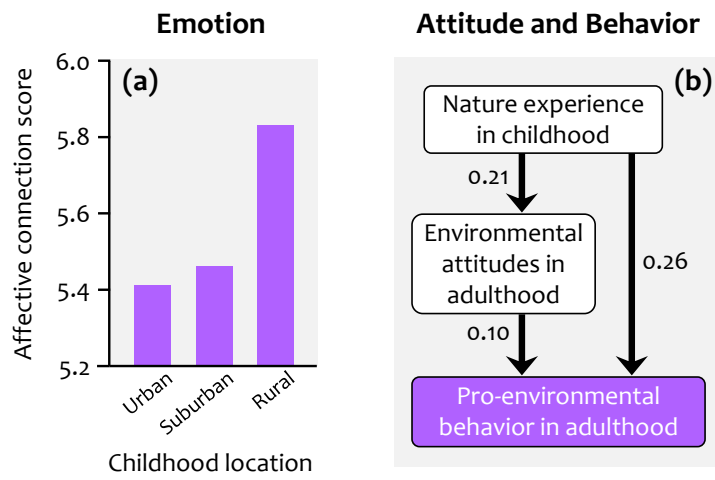 Emotion
(a)
Affective connection score
6.0
5.8
5.6
5.4
5.2
Urban
Suburban
Rural
Childhood location
Attitude and Behavior
(b)
Nature experience
in childhood
0.21
Environmental
attitudes in
adulthood
0.26
0.10
Pro-environmental
behavior in adulthood